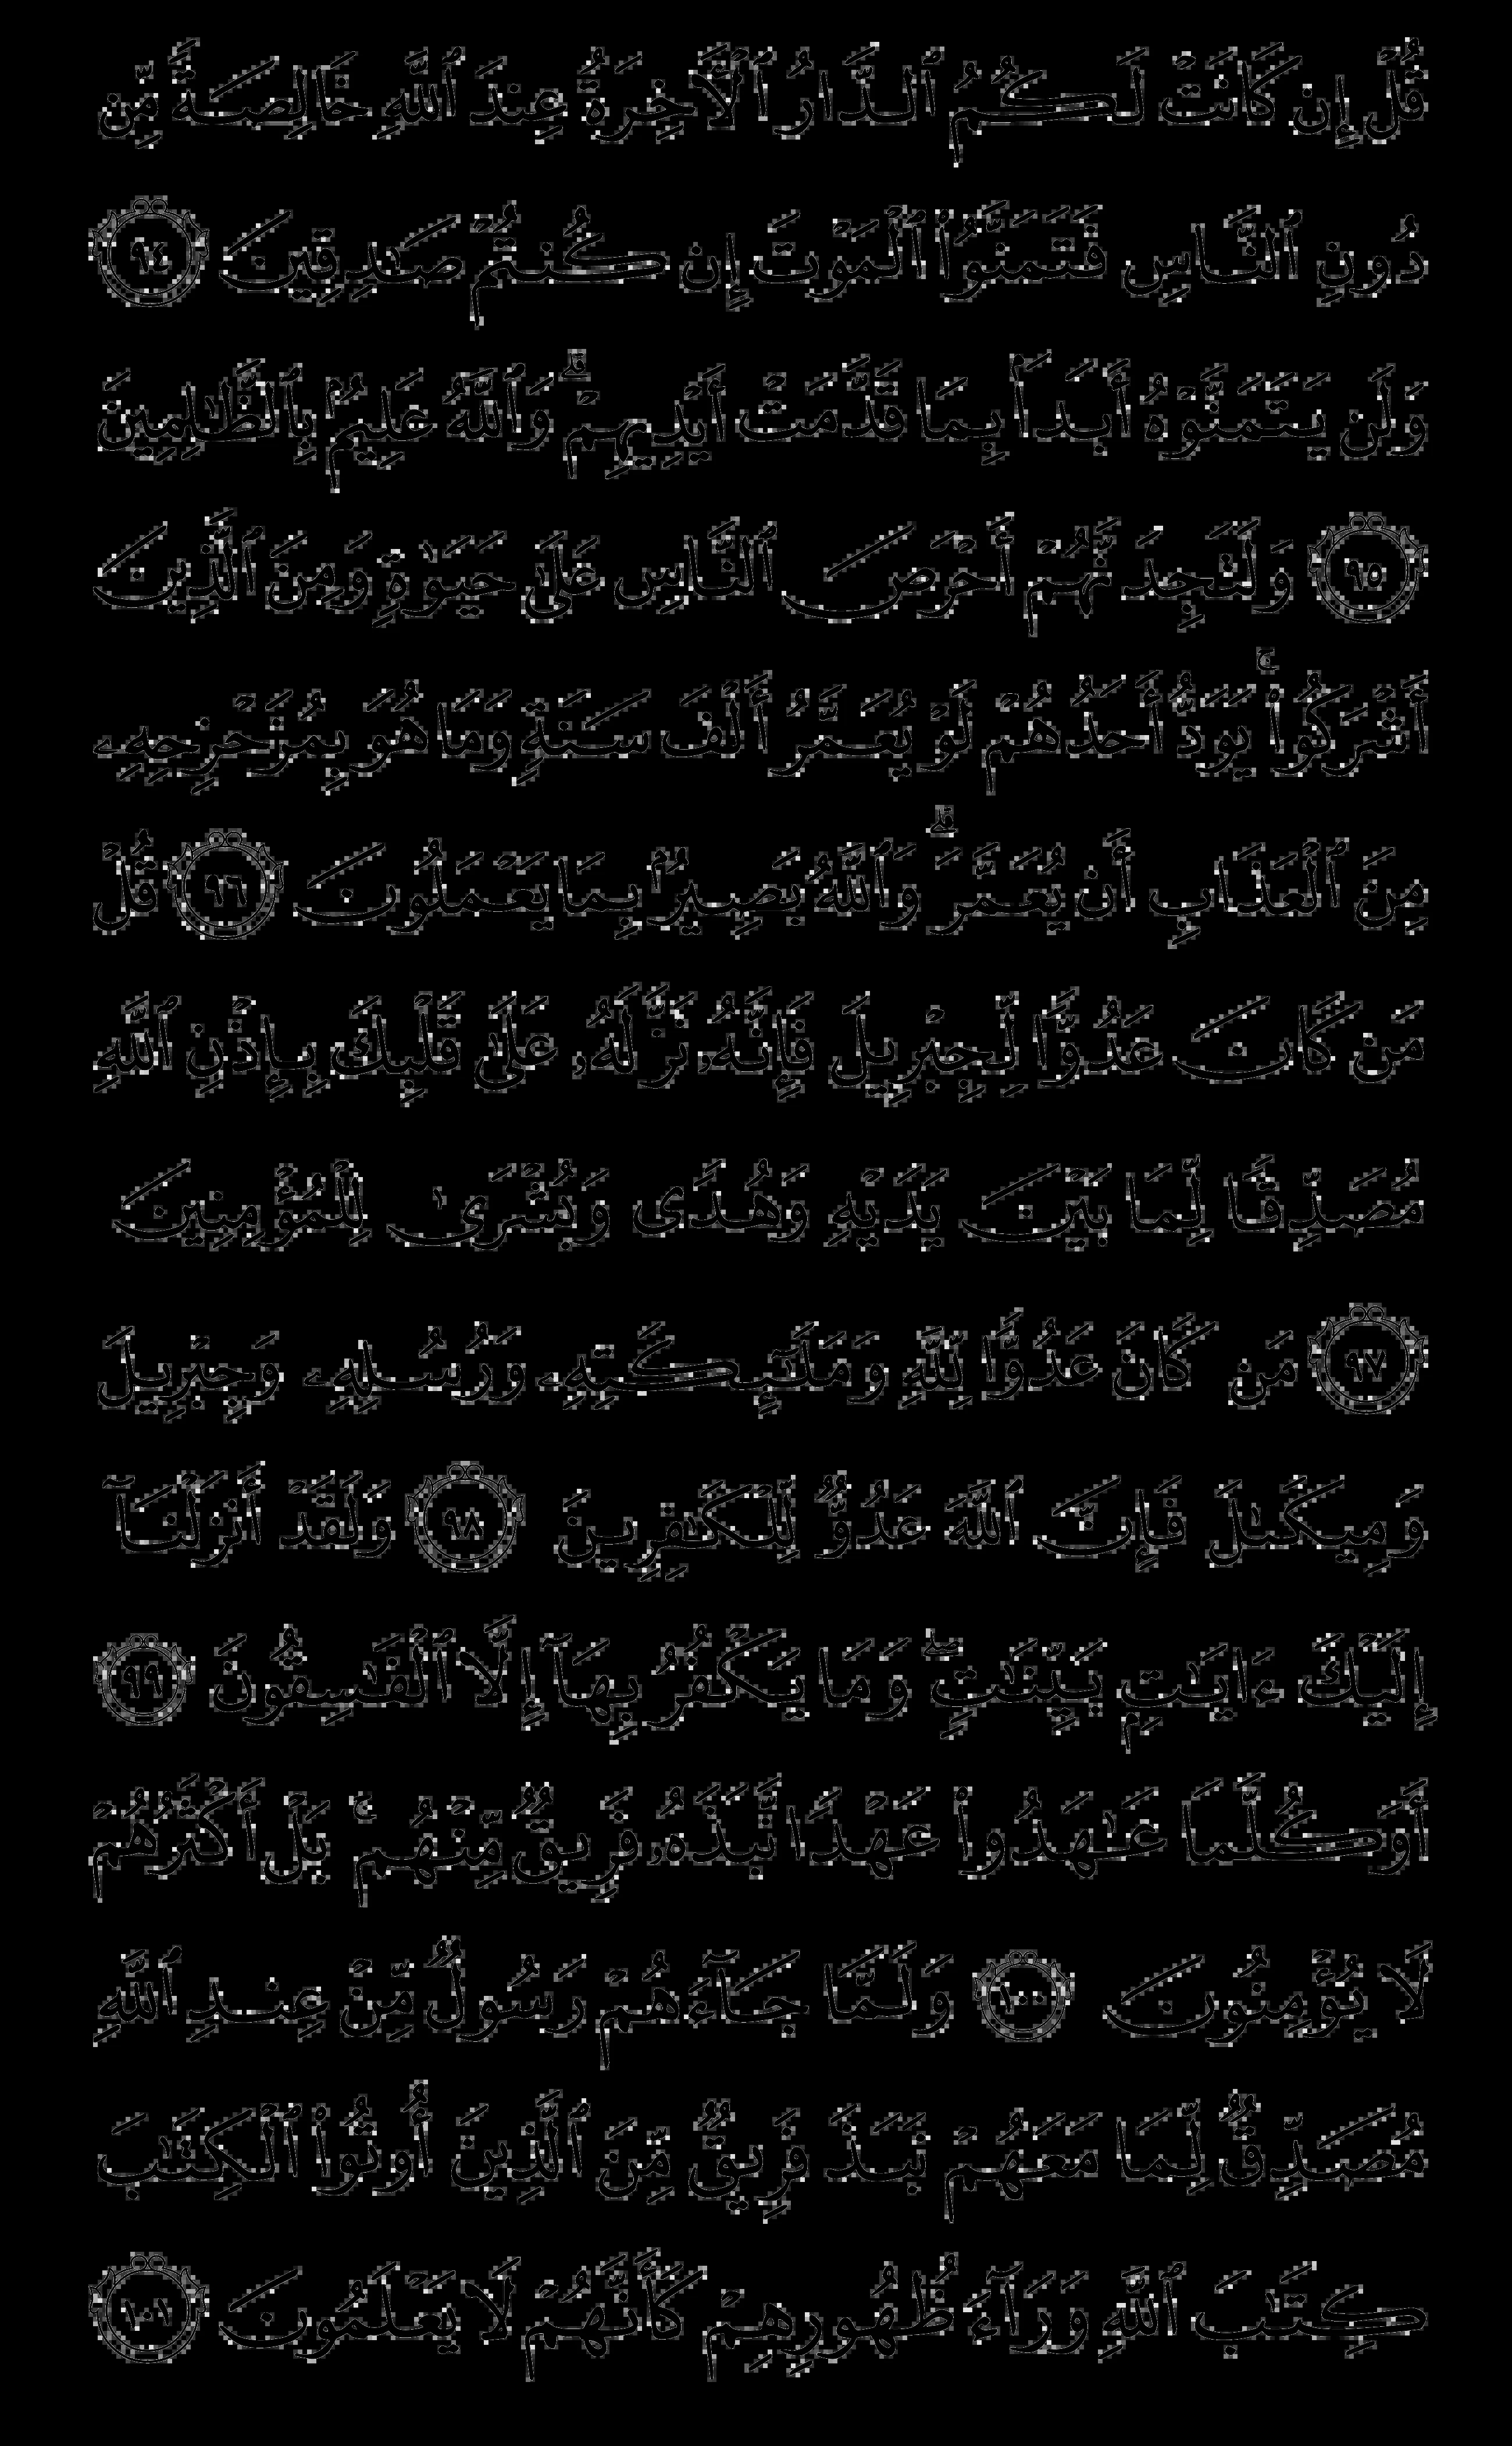 قُلْ إِن كَانَتْ لَكُمُ ٱلدَّارُ ٱلْأَخِرَةُ عِندَ ٱللَّهِ خَالِصَةً مِّن
دُونِ ٱلنَّاسِ فَتَمَنَّوُا۟ ٱلْمَوْتَ إِن كُنتُمْ صَٰدِقِينَ ٩٤
وَلَن يَتَمَنَّوْهُ أَبَدًۢا بِمَا قَدَّمَتْ أَيْدِيهِمْ ۗ وَٱللَّهُ عَلِيمٌۢ بِٱلظَّٰلِمِينَ
٩٥ وَلَتَجِدَنَّهُمْ أَحْرَصَ ٱلنَّاسِ عَلَىٰ حَيَوٰةٍ وَمِنَ ٱلَّذِينَ
أَشْرَكُوا۟ ۚ يَوَدُّ أَحَدُهُمْ لَوْ يُعَمَّرُ أَلْفَ سَنَةٍ وَمَا هُوَ بِمُزَحْزِحِهِۦ
مِنَ ٱلْعَذَابِ أَن يُعَمَّرَ ۗ وَٱللَّهُ بَصِيرٌۢ بِمَا يَعْمَلُونَ ٩٦ قُلْ
مَن كَانَ عَدُوًّا لِّجِبْرِيلَ فَإِنَّهُۥ نَزَّلَهُۥ عَلَىٰ قَلْبِكَ بِإِذْنِ ٱللَّهِ
مُصَدِّقًا لِّمَا بَيْنَ يَدَيْهِ وَهُدًى وَبُشْرَىٰ لِلْمُؤْمِنِينَ
٩٧ مَن كَانَ عَدُوًّا لِّلَّهِ وَمَلَٰٓئِكَتِهِۦ وَرُسُلِهِۦ وَجِبْرِيلَ
وَمِيكَىٰلَ فَإِنَّ ٱللَّهَ عَدُوٌّ لِّلْكَٰفِرِينَ ٩٨ وَلَقَدْ أَنزَلْنَآ
إِلَيْكَ ءَايَٰتٍۭ بَيِّنَٰتٍ ۖ وَمَا يَكْفُرُ بِهَآ إِلَّا ٱلْفَٰسِقُونَ ٩٩
أَوَكُلَّمَا عَٰهَدُوا۟ عَهْدًا نَّبَذَهُۥ فَرِيقٌ مِّنْهُم ۚ بَلْ أَكْثَرُهُمْ
لَا يُؤْمِنُونَ ١٠٠ وَلَمَّا جَآءَهُمْ رَسُولٌ مِّنْ عِندِ ٱللَّهِ
مُصَدِّقٌ لِّمَا مَعَهُمْ نَبَذَ فَرِيقٌ مِّنَ ٱلَّذِينَ أُوتُوا۟ ٱلْكِتَٰبَ
كِتَٰبَ ٱللَّهِ وَرَآءَ ظُهُورِهِمْ كَأَنَّهُمْ لَا يَعْلَمُونَ ١٠١